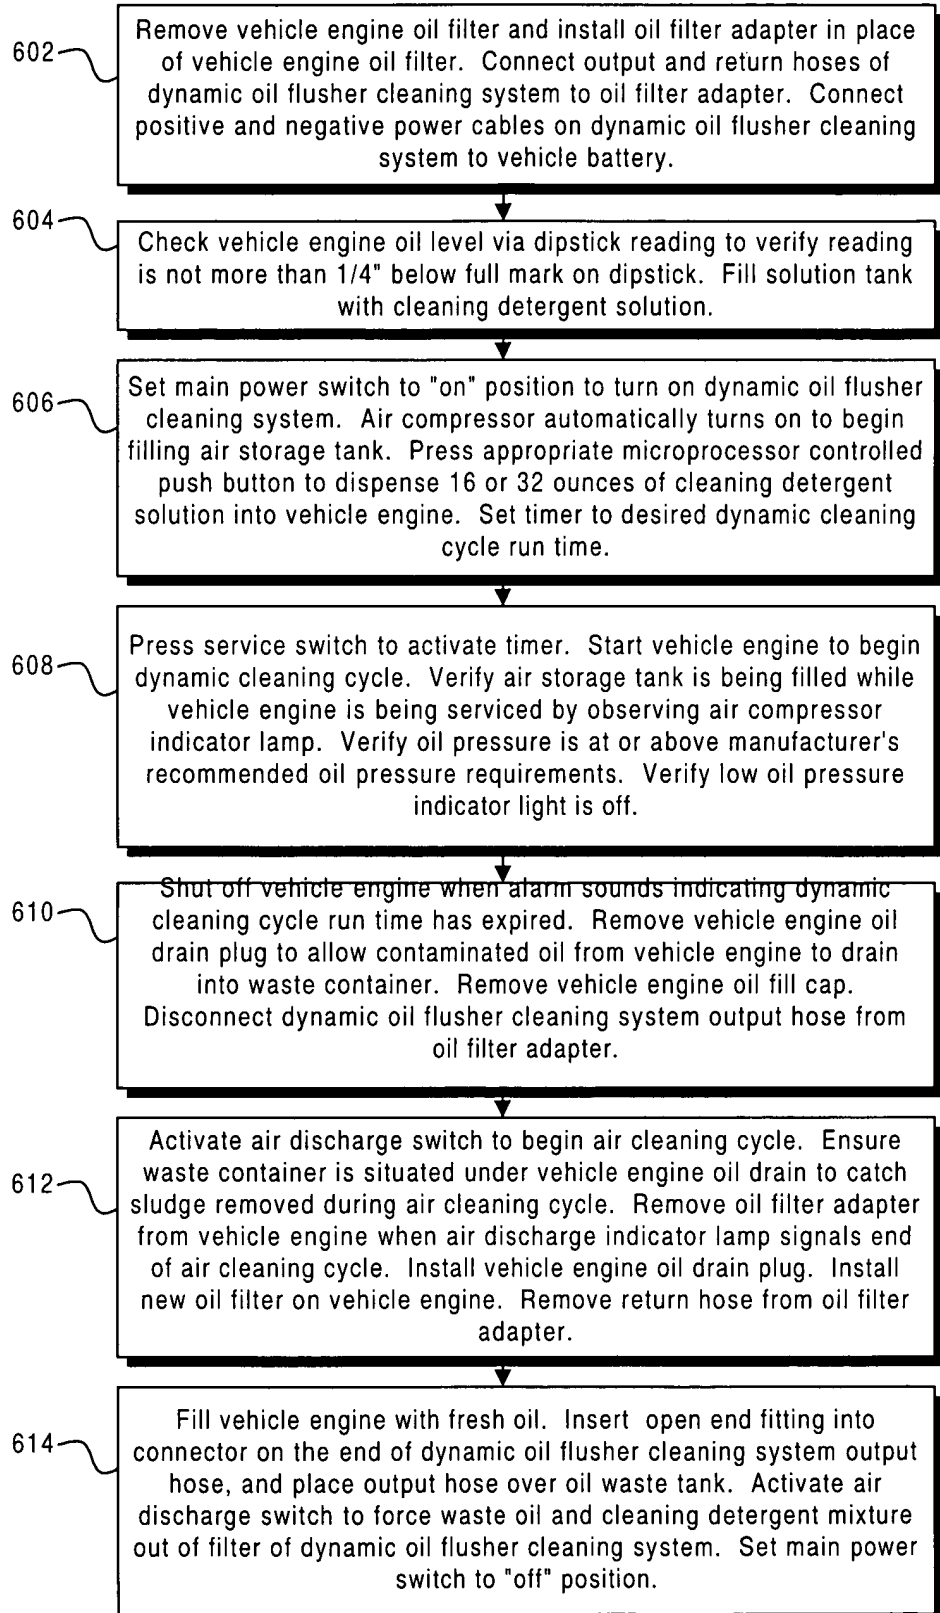 602
Remove vehicle engine oil filter and install oil filter adapter in place
of vehicle engine oil filter. Connect output and return hoses of
dynamic oil flusher cleaning system to oil filter adapter. Connect
positive and negative power cables on dynamic oil flusher cleaning
system to vehicle battery.
604
Check vehicle engine oil level via dipstick reading to verify reading
is not more than 1/4" below full mark on dipstick. Fill solution tank
with cleaning detergent solution.
606
Set main power switch to "on" position to turn on dynamic oil flusher
cleaning system. Air compressor automatically turns on to begin
filling air storage tank. Press appropriate microprocessor controlled
push button to dispense 16 or 32 ounces of cleaning detergent
solution into vehicle engine. Set timer to desired dynamic cleaning
cycle run time.
608
Press service switch to activate timer. Start vehicle engine to begin
dynamic cleaning cycle. Verify air storage tank is being filled while
vehicle engine is being serviced by observing air compressor
indicator lamp. Verify oil pressure is at or above manufacturer's
recommended oil pressure requirements. Verify low oil pressure
indicator light is off.
610
Shut off vehicle engine when alarm sounds indicating dynamic
cleaning cycle run time has expired. Remove vehicle engine oil
drain plug to allow contaminated oil from vehicle engine to drain
into waste container. Remove vehicle engine oil fill cap.
Disconnect dynamic oil flusher cleaning system output hose from
oil filter adapter.
612
Activate air discharge switch to begin air cleaning cycle. Ensure
waste container is situated under vehicle engine oil drain to catch
sludge removed during air cleaning cycle. Remove oil filter adapter
from vehicle engine when air discharge indicator lamp signals end
of air cleaning cycle. Install vehicle engine oil drain plug. Install
new oil filter on vehicle engine. Remove return hose from oil filter
adapter.
614
Fill vehicle engine with fresh oil. Insert open end fitting into
connector on the end of dynamic oil flusher cleaning system output
hose, and place output hose over oil waste tank. Activate air
discharge switch to force waste oil and cleaning detergent mixture
out of filter of dynamic oil flusher cleaning system. Set main power
switch to "off" position.